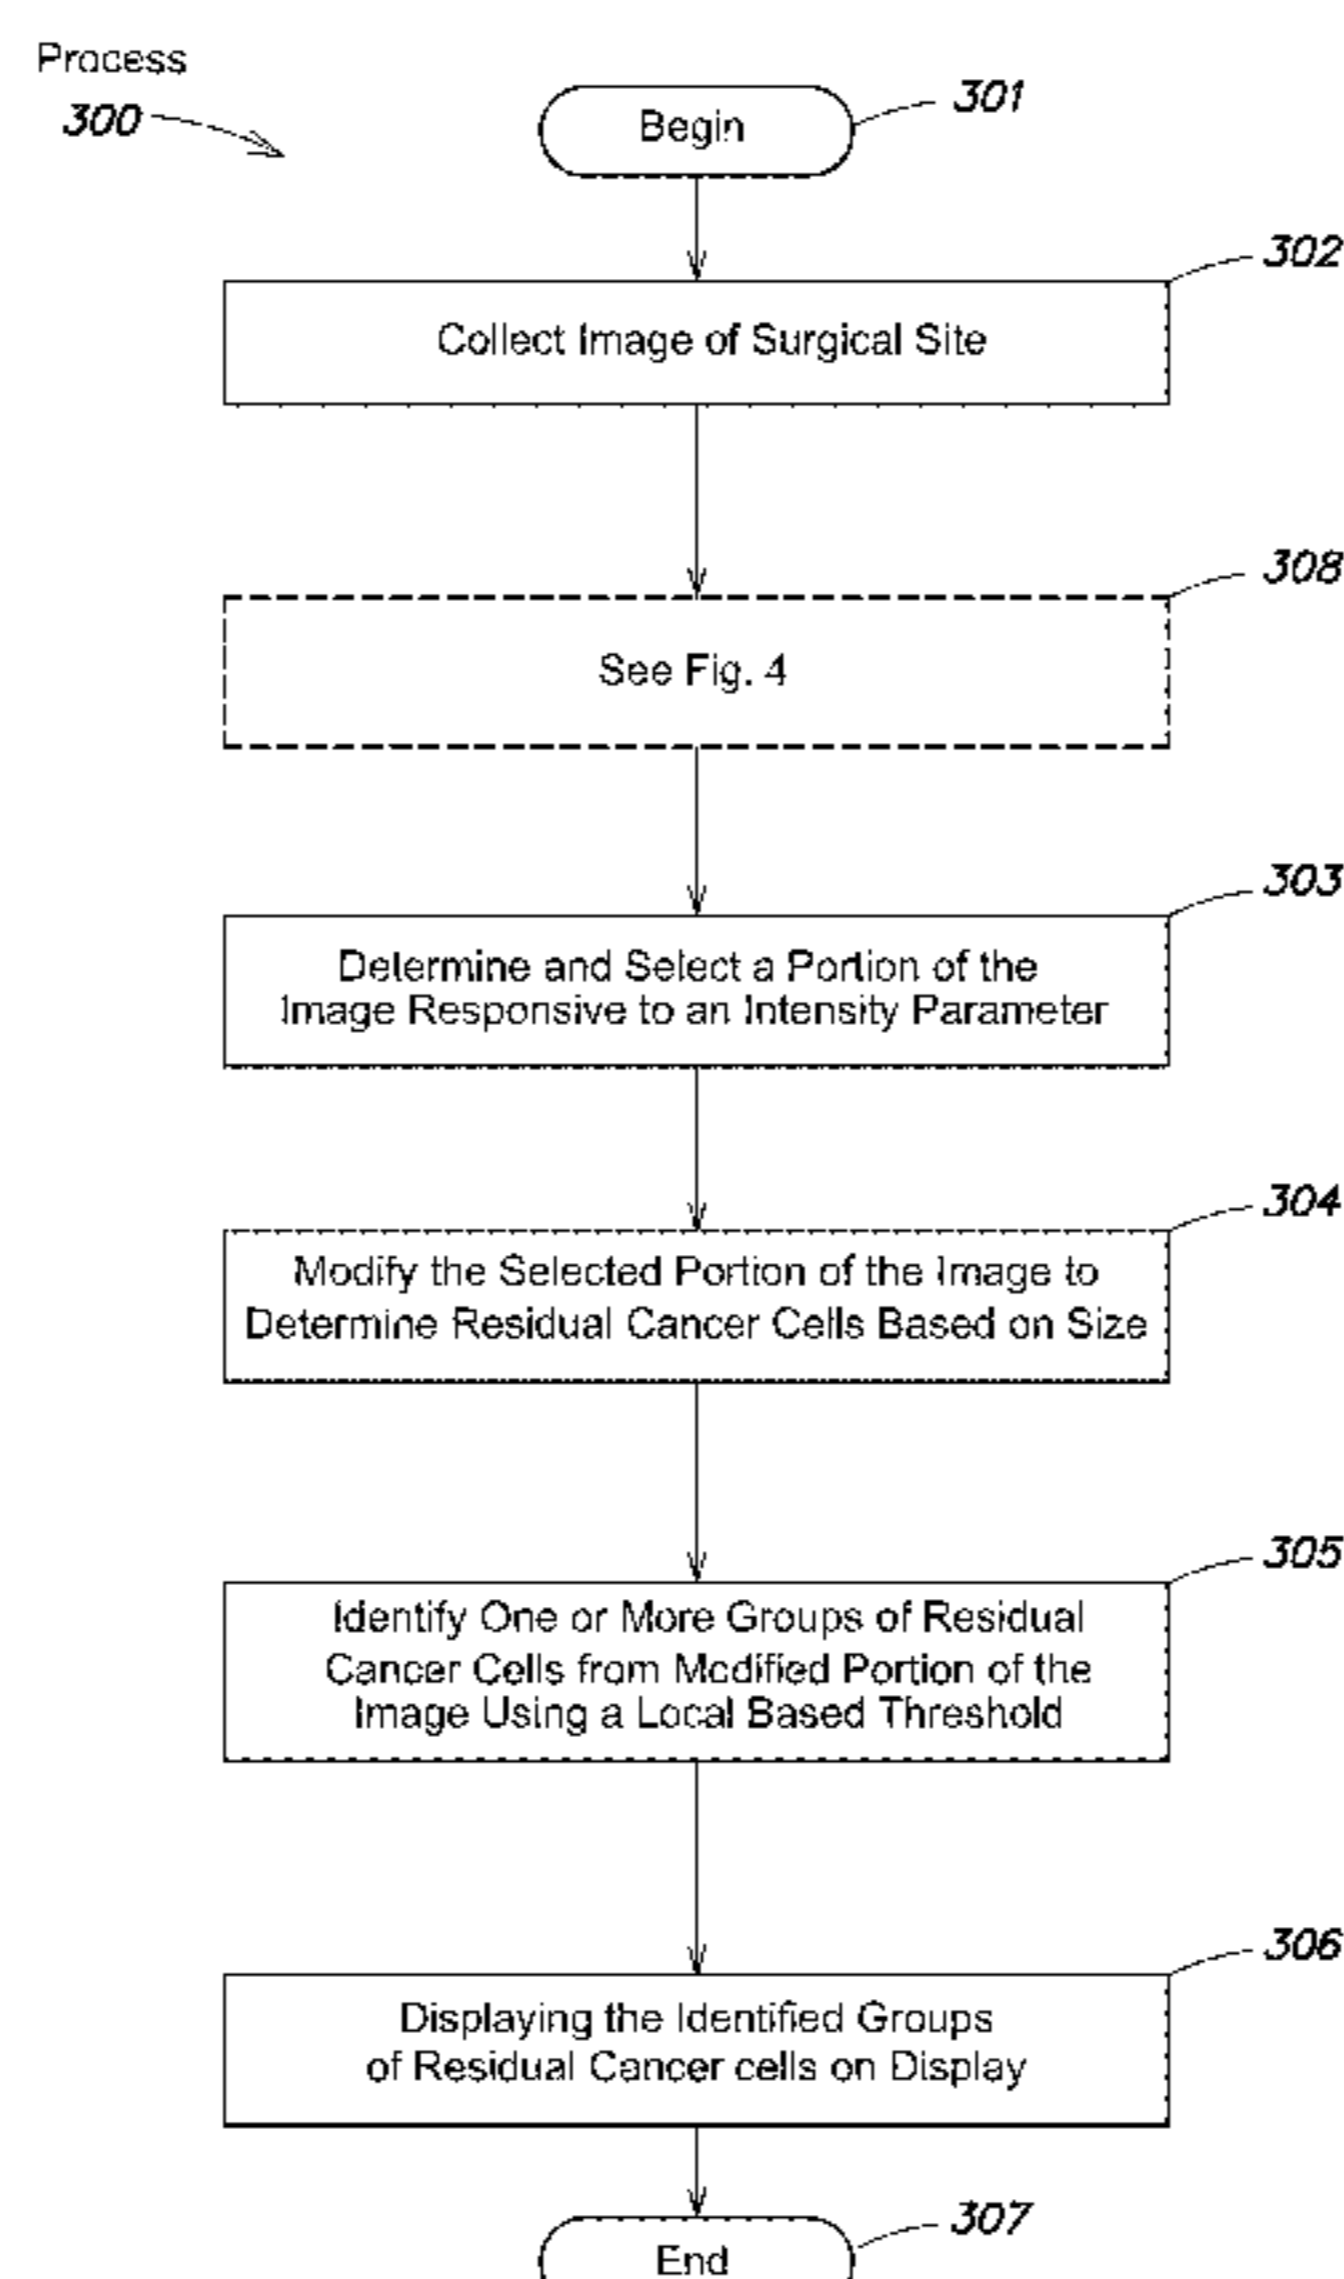 Process
300
Begin
301
302
Collect Image of Surgical Site
308
See Fig. 4
303
Determine and Select a Portion of the
Image Responsive to an Intensity Parameter
304
Modify the Selected Portion of the Image to
Determine Residual Cancer Cells Based on Size
305
Identify One or More Groups of Residual
Cancer Cells from Modified Portion of the
Image Using a Local Based Threshold
306
Displaying the Identified Groups
of Residual Cancer cells on Display
307
End